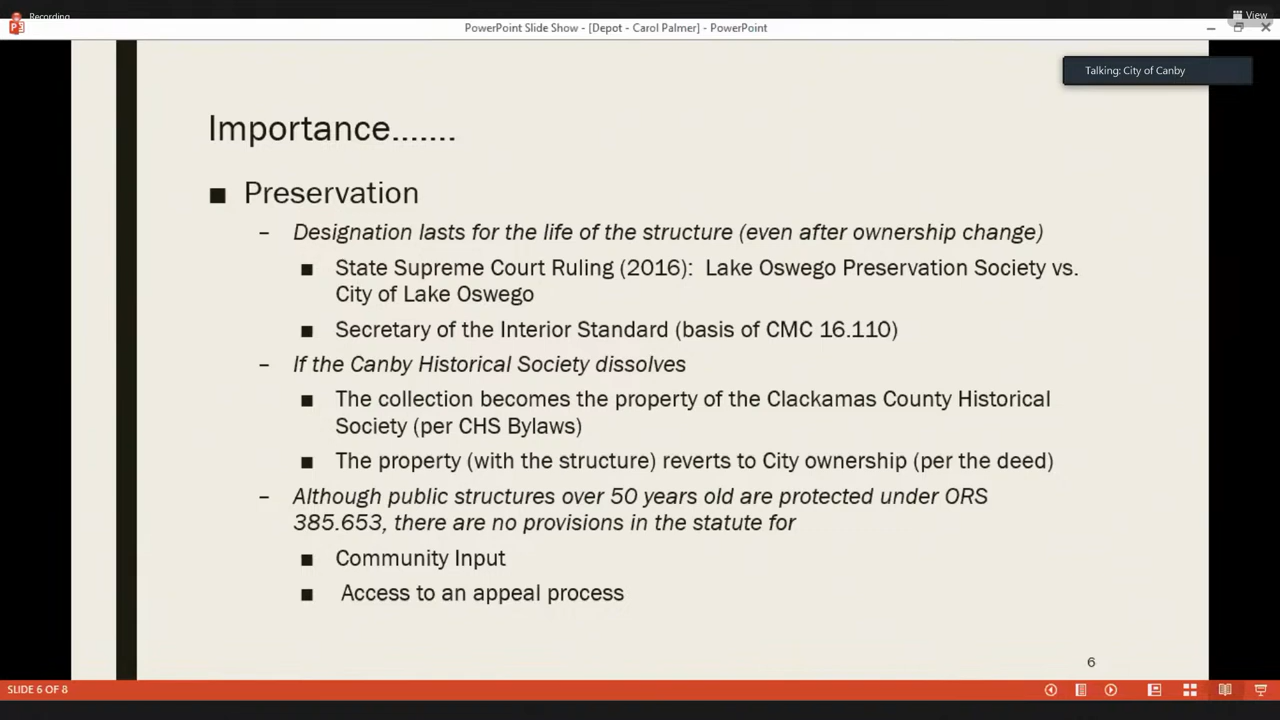 Recording
View
PowerPoint Slide Show - [Depot - Carol Palmer] - PowerPoint
Talking: City of Canby
Importance.......
■ Preservation
– Designation lasts for the life of the structure (even after ownership change)
■ State Supreme Court Ruling (2016): Lake Oswego Preservation Society vs.
City of Lake Oswego
■ Secretary of the Interior Standard (basis of CMC 16.110)
– If the Canby Historical Society dissolves
■ The collection becomes the property of the Clackamas County Historical
Society (per CHS Bylaws)
■ The property (with the structure) reverts to City ownership (per the deed)
– Although public structures over 50 years old are protected under ORS
385.653, there are no provisions in the statute for
■ Community Input
■ Access to an appeal process
6
SLIDE 6 OF 8